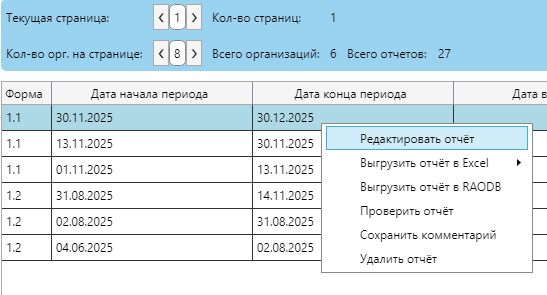 Текущая страница: < 1 > Кол-во страниц: 1
Кол-во орг. на странице: < 8 > Всего организаций: 6 Всего отчетов: 27
Форма Дата начала периода Дата конца периода Дата в
1.1 30.11.2025 30.12.2025
1.1 13.11.2025 30.11.2025
1.1 01.11.2025 13.11.2025
1.2 31.08.2025 14.11.2025
1.2 02.08.2025 31.08.2025
1.2 04.06.2025 02.08.2025
Редактировать отчёт
Выгрузить отчёт в Excel
Выгрузить отчёт в RAODB
Проверить отчёт
Сохранить комментарий
Удалить отчёт